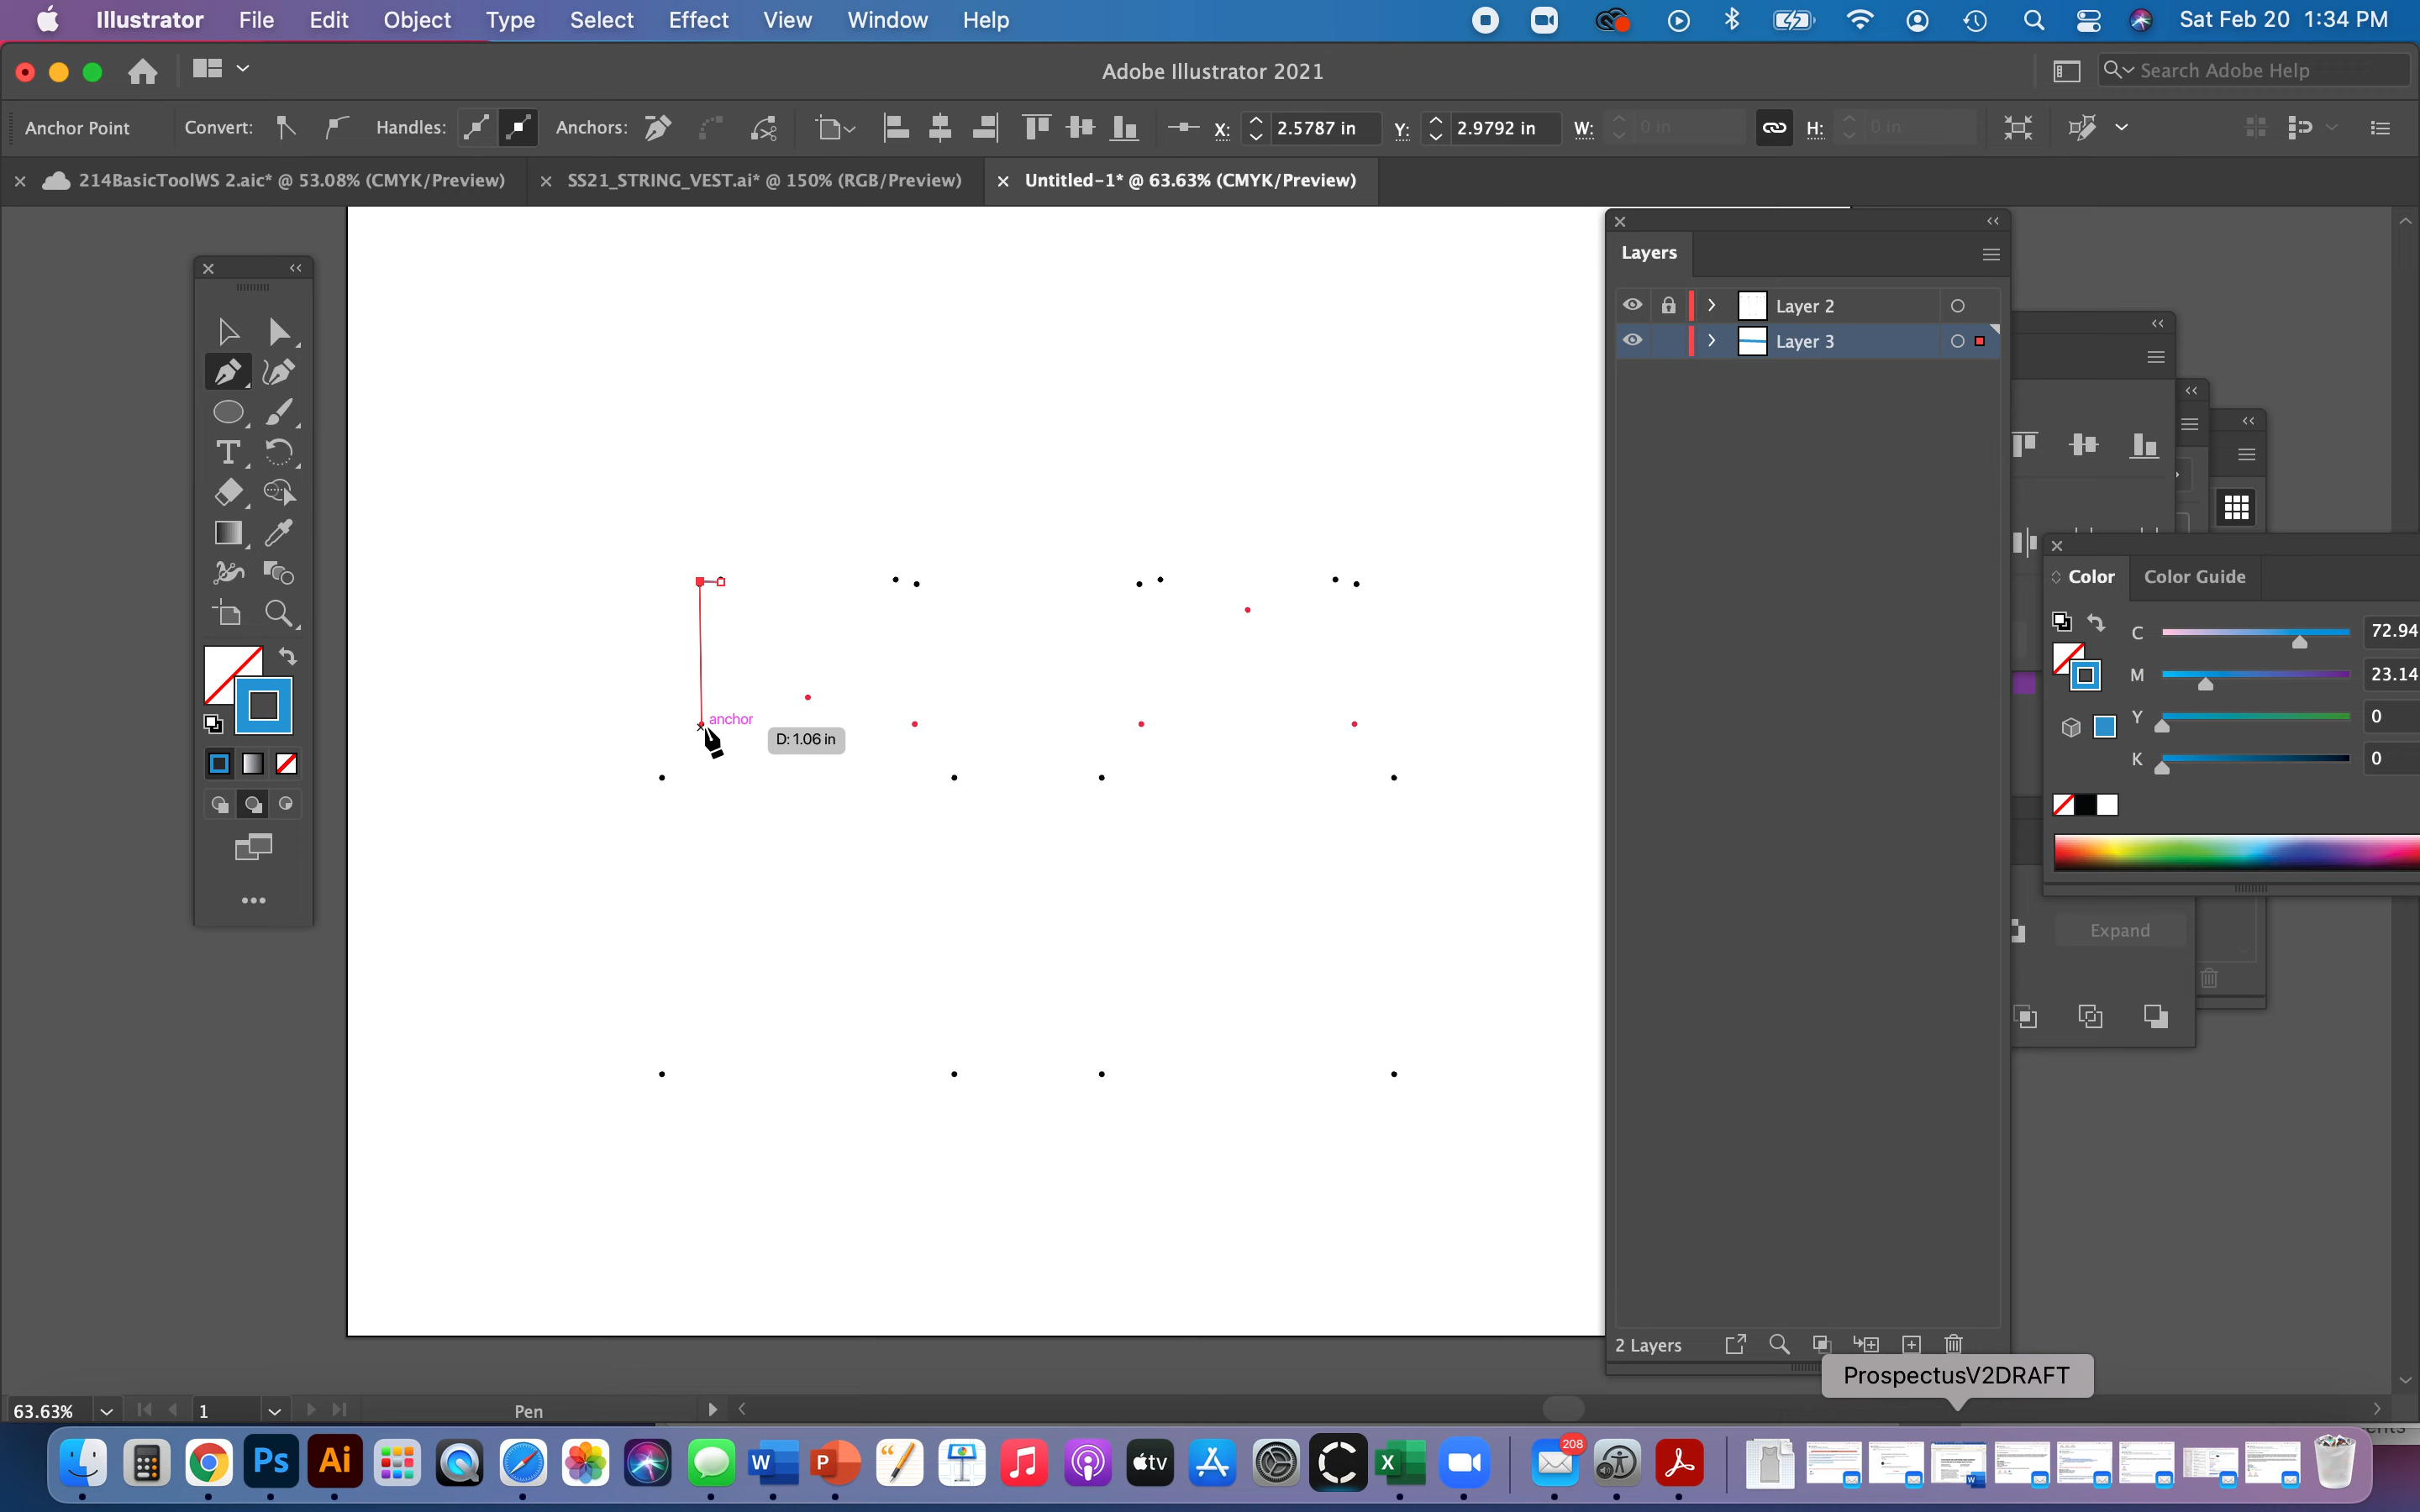 Illustrator File Edit Object Type Select Effect View Window Help Sat Feb 20 1:34 PM
Adobe Illustrator 2021
Search Adobe Help
Anchor Point Convert: Handles: Anchors: X: 2.5787 in Y: 2.9792 in W: 0 in H: 0 in
214BasicToolWS 2.aic* @ 53.08% (CMYK/Preview) SS21_STRING_VEST.ai* @ 150% (RGB/Preview) Untitled-1* @ 63.63% (CMYK/Preview)
Layers
Layer 2
Layer 3
Color Color Guide
C 72.94
M 23.14
Y 0
K 0
anchor
D: 1.06 in
Expand
2 Layers
ProspectusV2DRAFT
63.63% 1 Pen
Ps Ai W P tv X 208